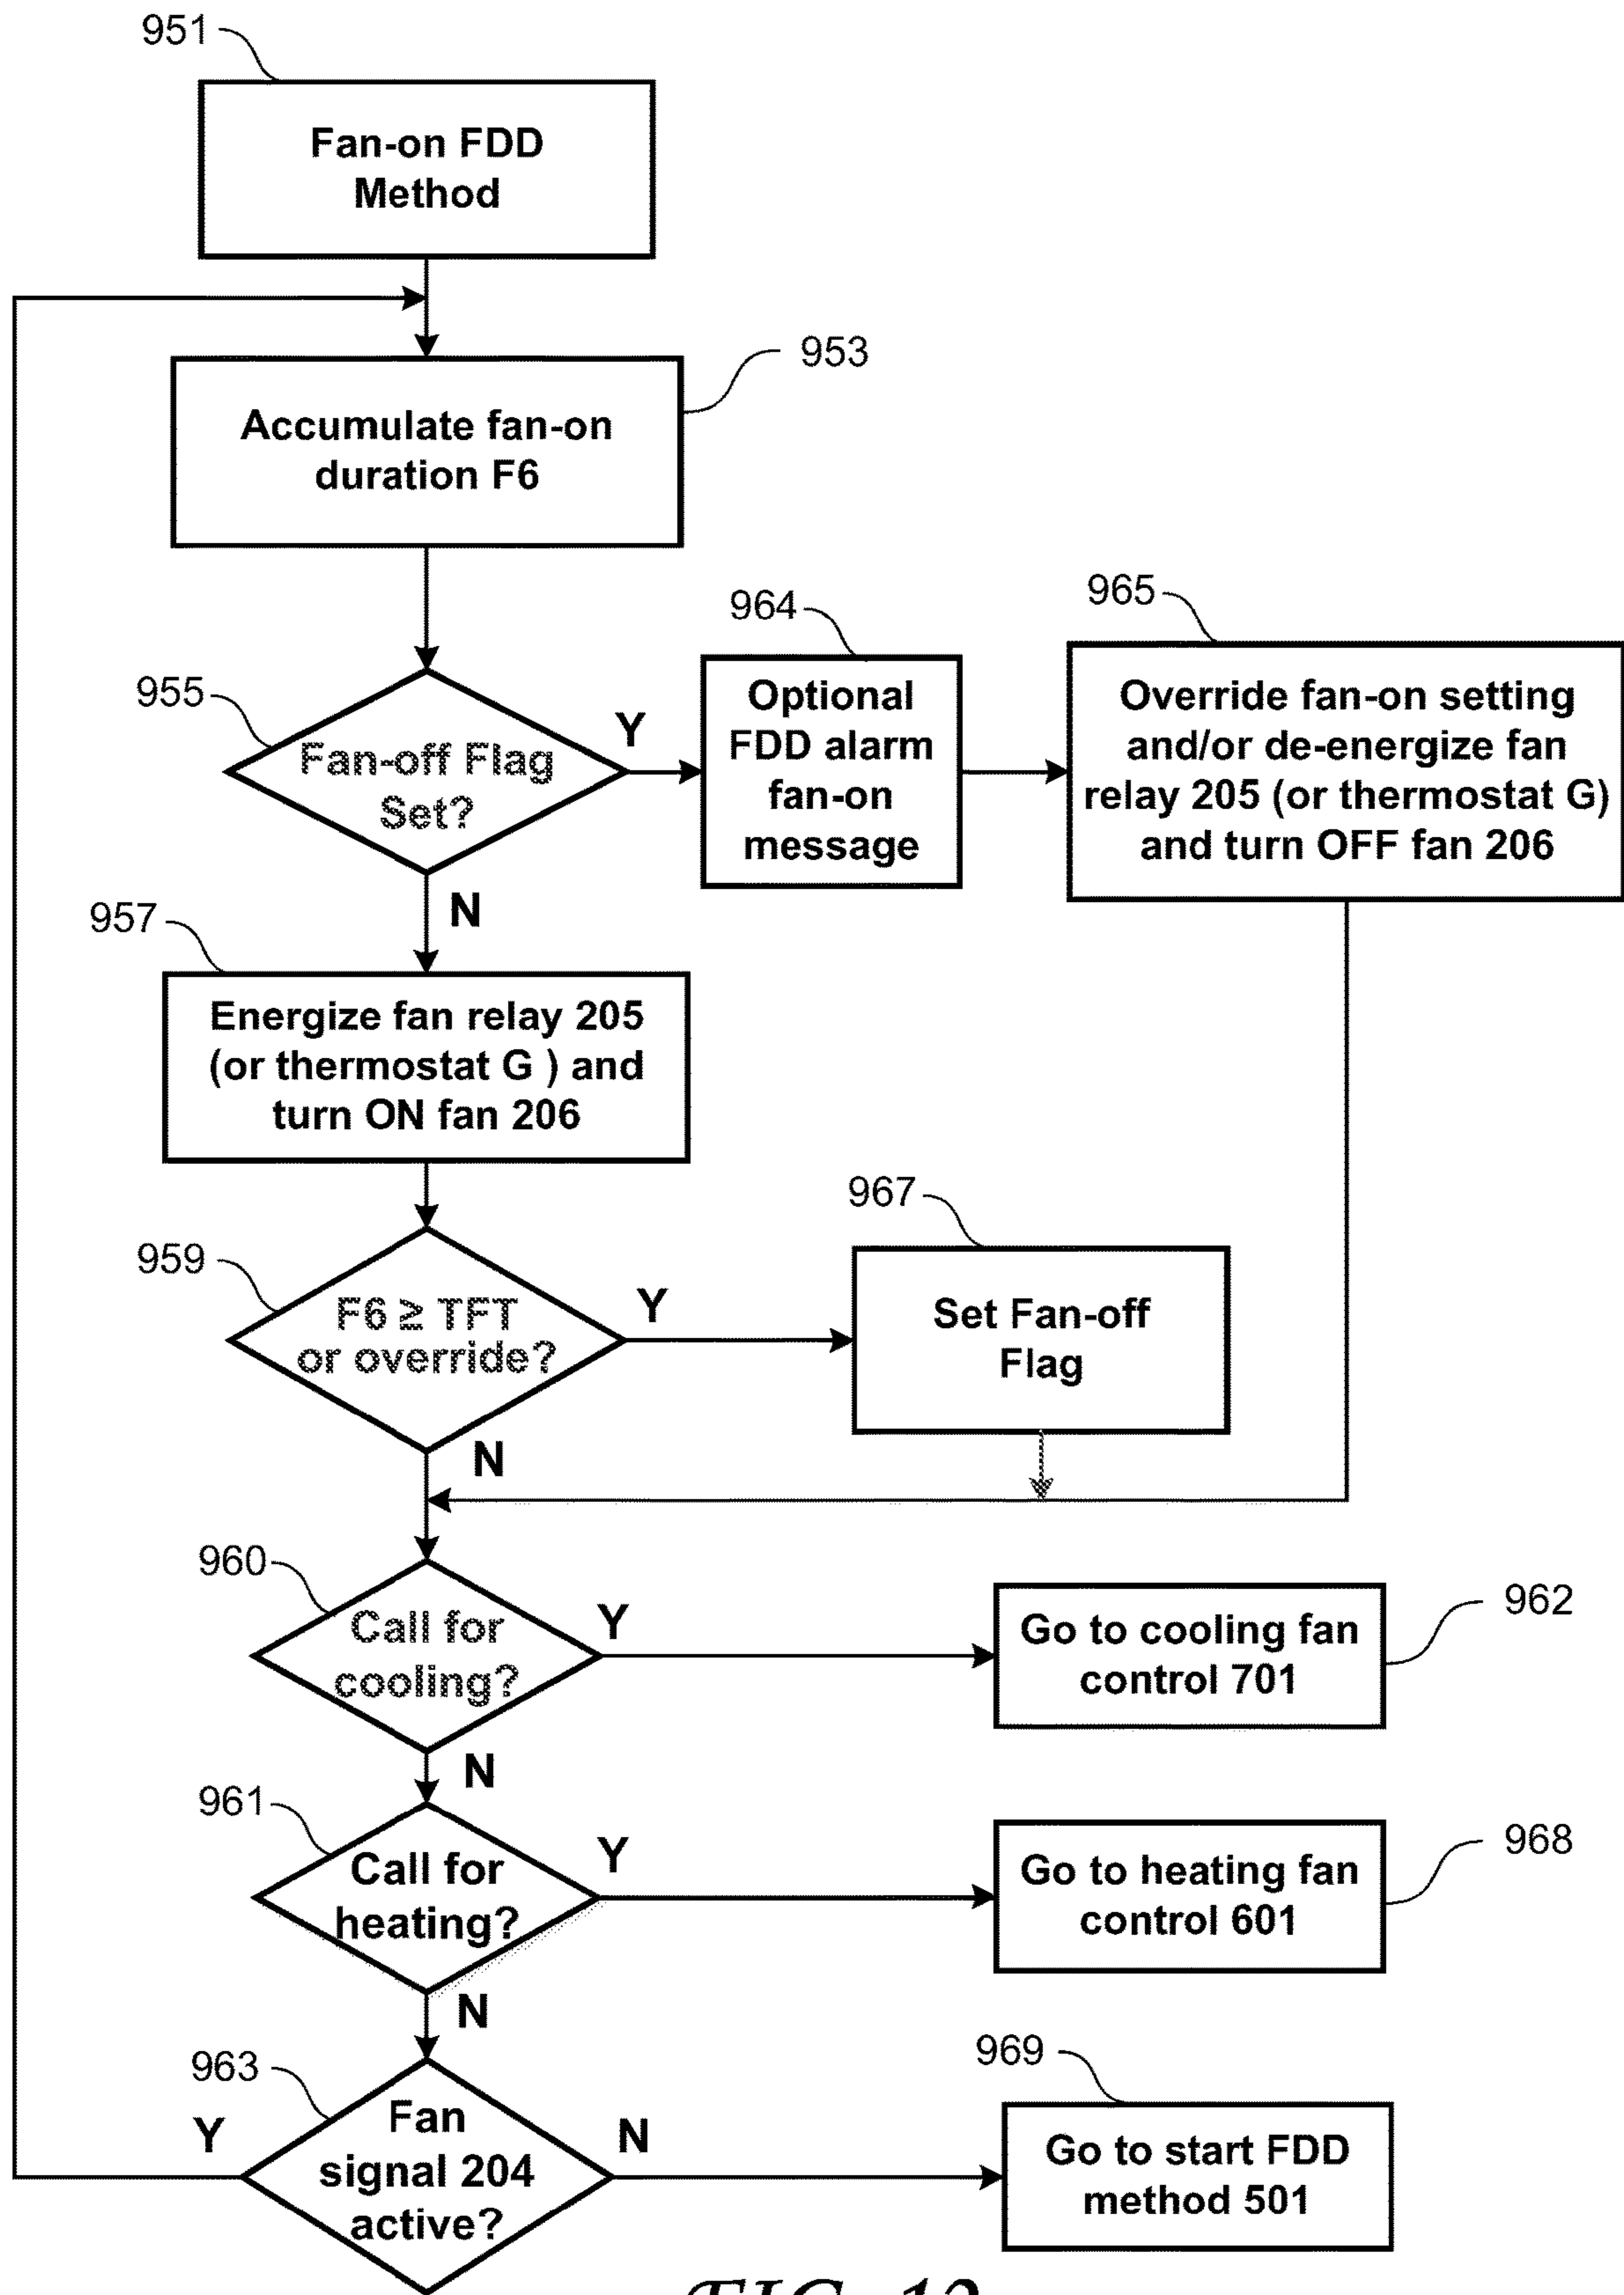 951
Fan-on FDD
Method
953
Accumulate fan-on
duration F6
955
Fan-off Flag
Set?
Y
N
964
Optional
FDD alarm
fan-on
message
965
Override fan-on setting
and/or de-energize fan
relay 205 (or thermostat G)
and turn OFF fan 206
957
Energize fan relay 205
(or thermostat G ) and
turn ON fan 206
959
F6 ≥ TFT
or override?
Y
N
967
Set Fan-off
Flag
960
Call for
cooling?
Y
N
962
Go to cooling fan
control 701
961
Call for
heating?
Y
N
968
Go to heating fan
control 601
963
Fan
signal 204
active?
Y
N
969
Go to start FDD
method 501